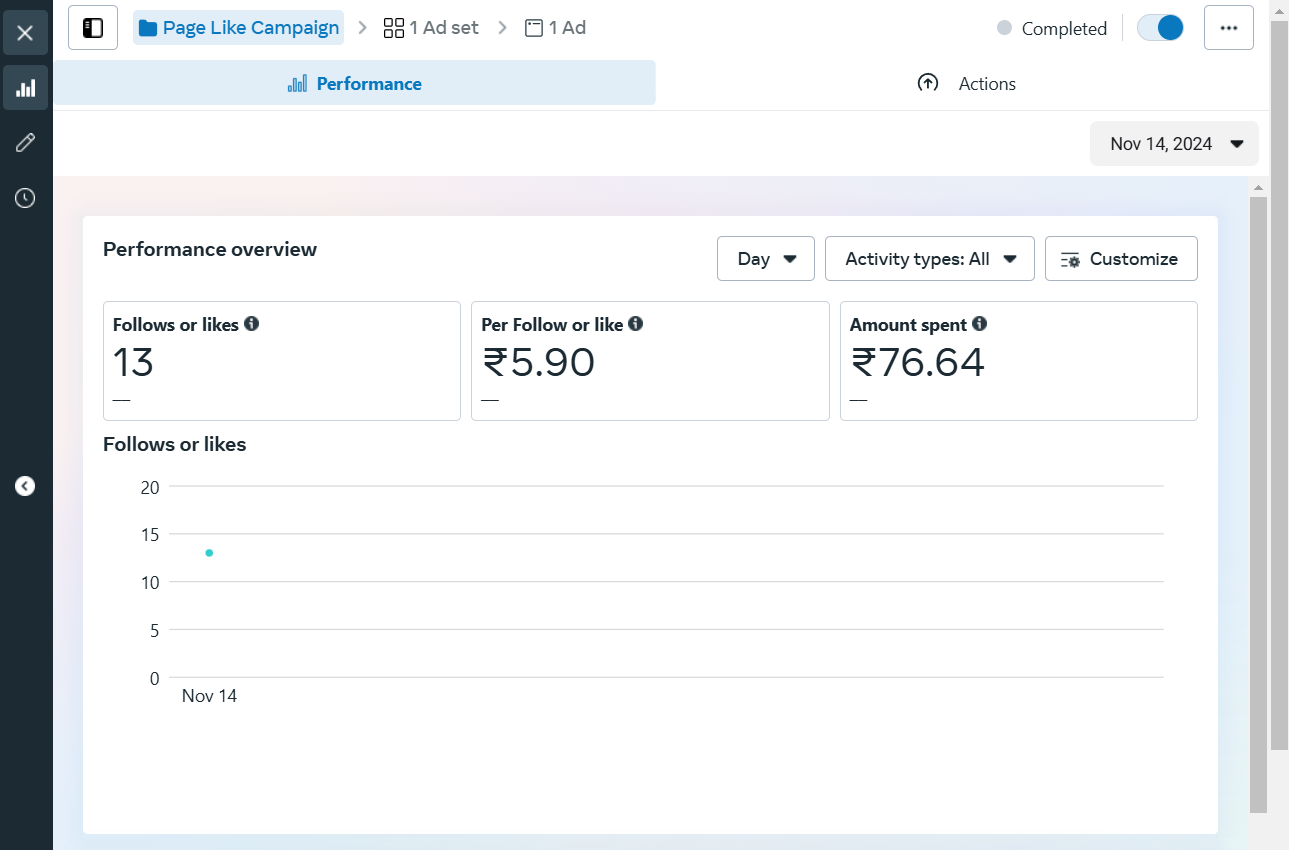 Page Like Campaign 1 Ad set 1 Ad Completed
Performance Actions
Nov 14, 2024
Performance overview Day Activity types: All Customize
Follows or likes Per Follow or like Amount spent
13 ₹5.90 ₹76.64
— — —
Follows or likes
20
15
10
5
0
Nov 14